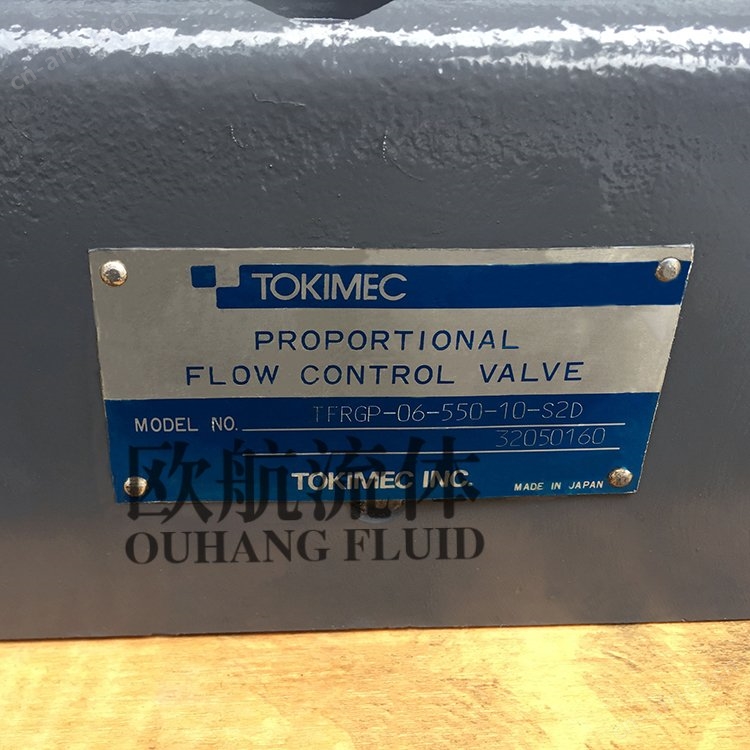 TOKIMEC
PROPORTIONAL
FLOW CONTROL VALVE
MODEL NO. TFRGP-06-550-10-S2D
32050160
TOKIMEC INC.
MADE IN JAPAN
欧航流体
OUHANG FLUID